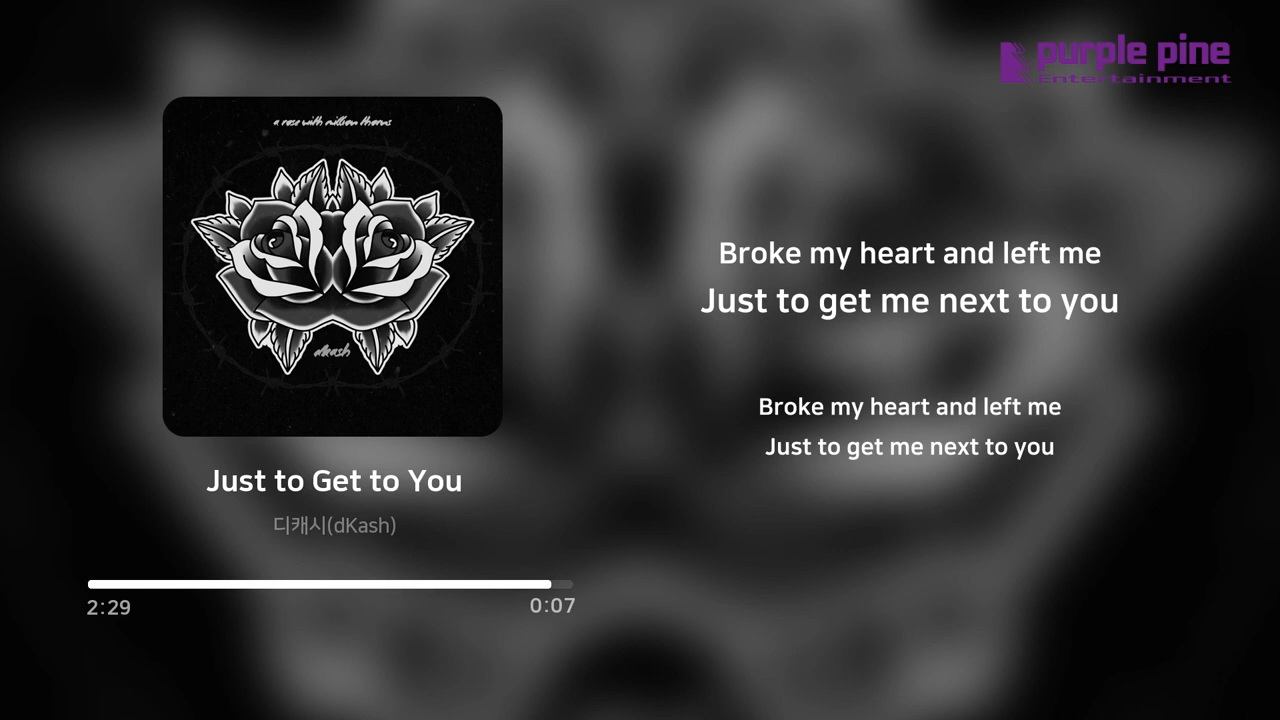 purple pine
Entertainment
a rose with million thorns
dkash
Broke my heart and left me
Just to get me next to you
Broke my heart and left me
Just to get me next to you
Just to Get to You
디캐시(dKash)
2:29
0:07